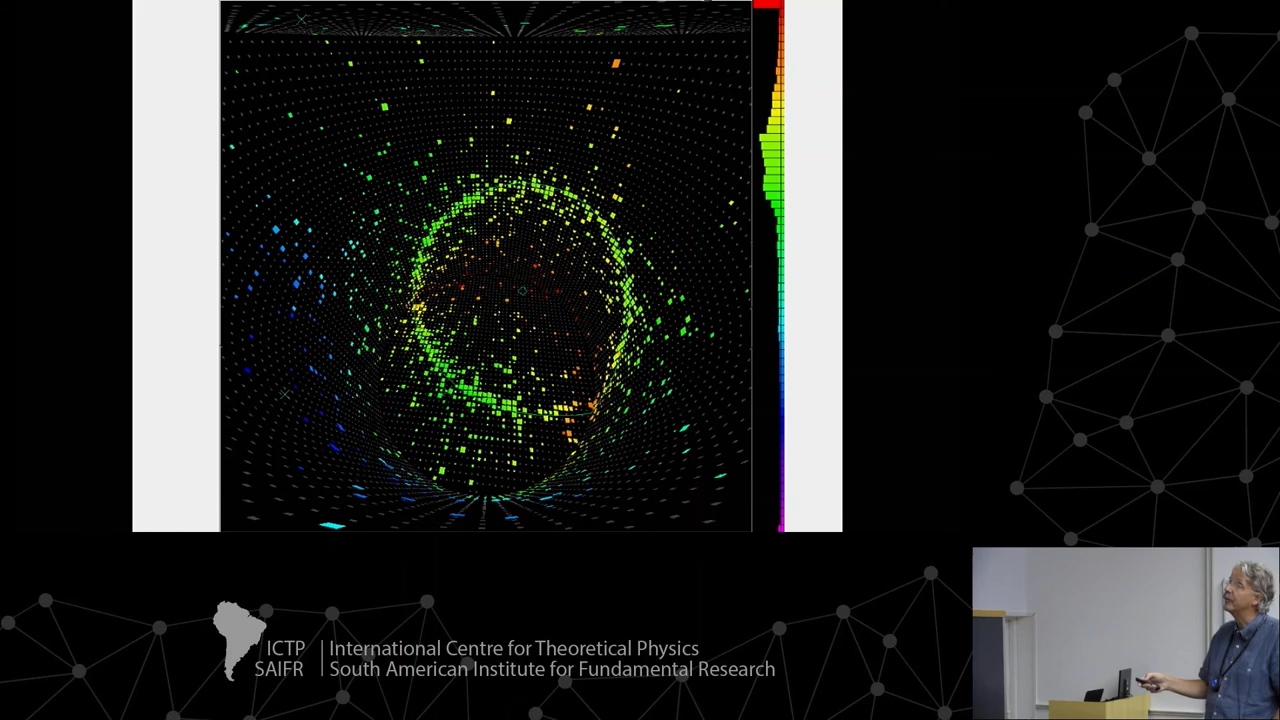 ICTP
SAIFR
International Centre for Theoretical Physics
South American Institute for Fundamental Research